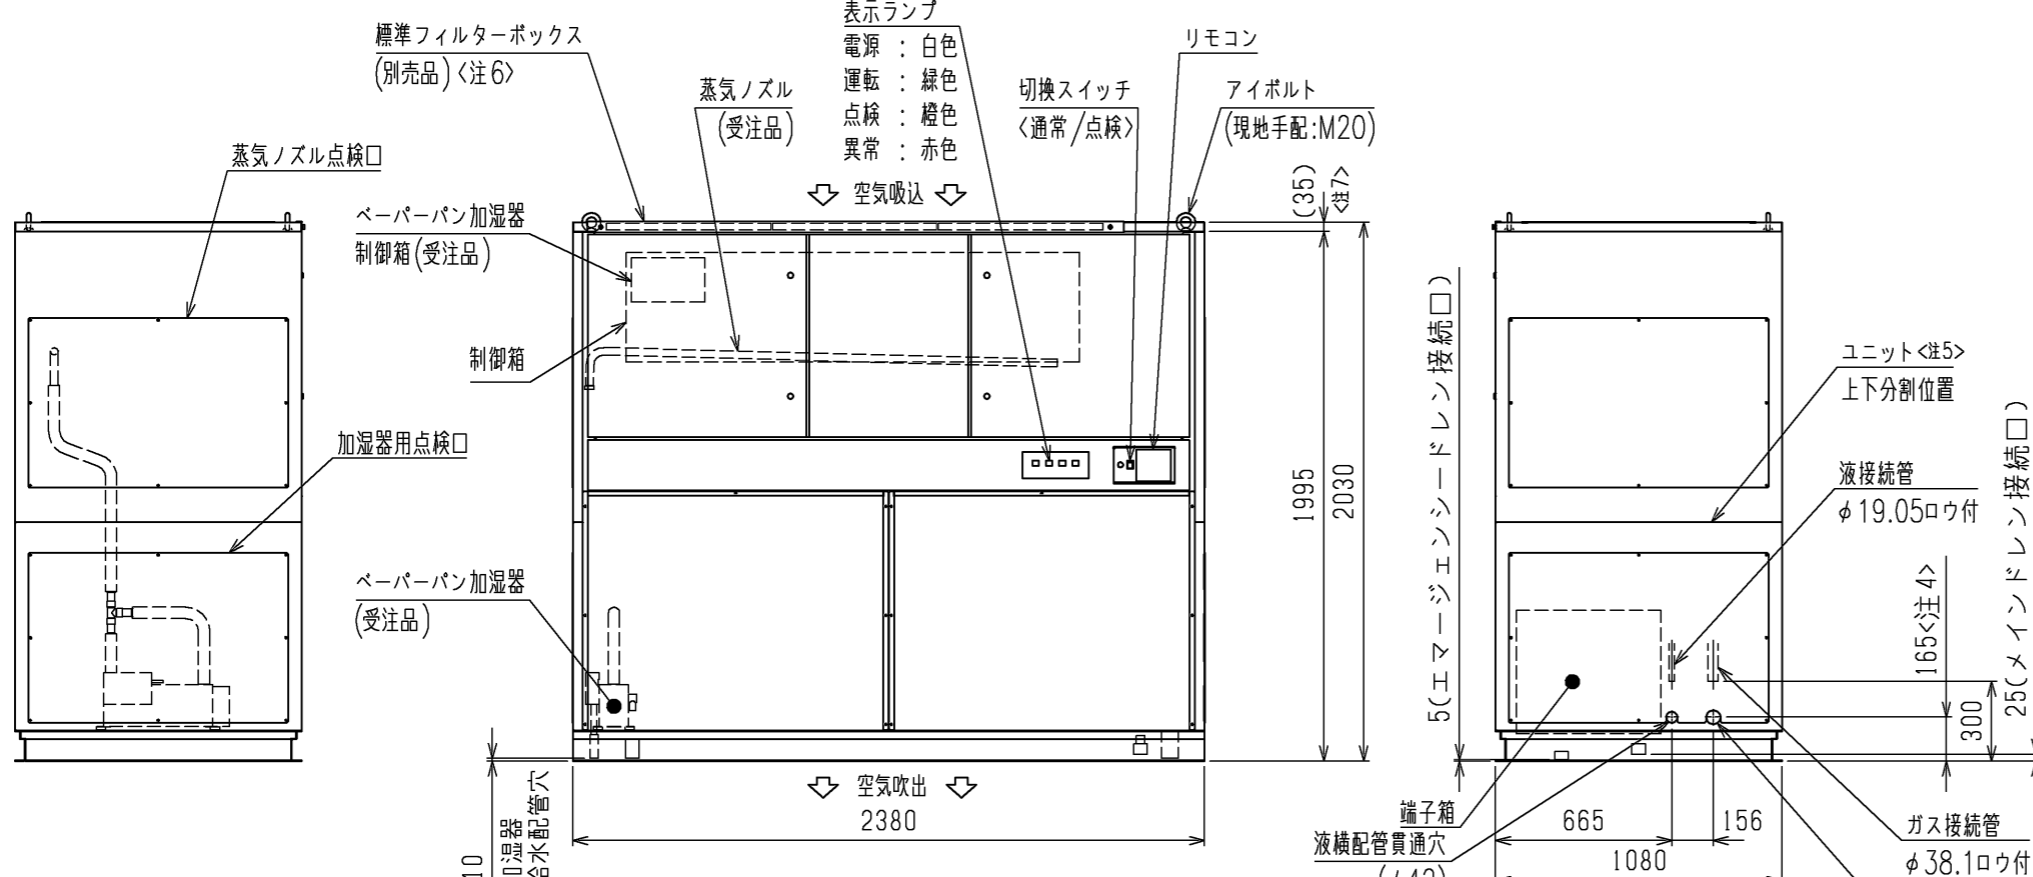 標準フィルターボックス
(別売品)<注6>
表示ランプ
電源 : 白色
運転 : 緑色
点検 : 橙色
異常 : 赤色
リモコン
蒸気ノズル
(受注品)
切換スイッチ
<通常/点検>
アイボルト
(現地手配:M20)
蒸気ノズル点検口
空気吸込
(35)
<注7>
ベーパーパン加湿器
制御箱(受注品)
制御箱
加湿器用点検口
ベーパーパン加湿器
(受注品)
1995
2030
5(エマージェンシードレン接続口)
ユニット<注5>
上下分割位置
液接続管
φ19.05ロウ付
165<注4>
300
25(メインドレン接続口)
空気吹出
2380
10
加湿器
給水配管穴
端子箱
液横配管貫通穴
665
156
1080
ガス接続管
φ38.1ロウ付